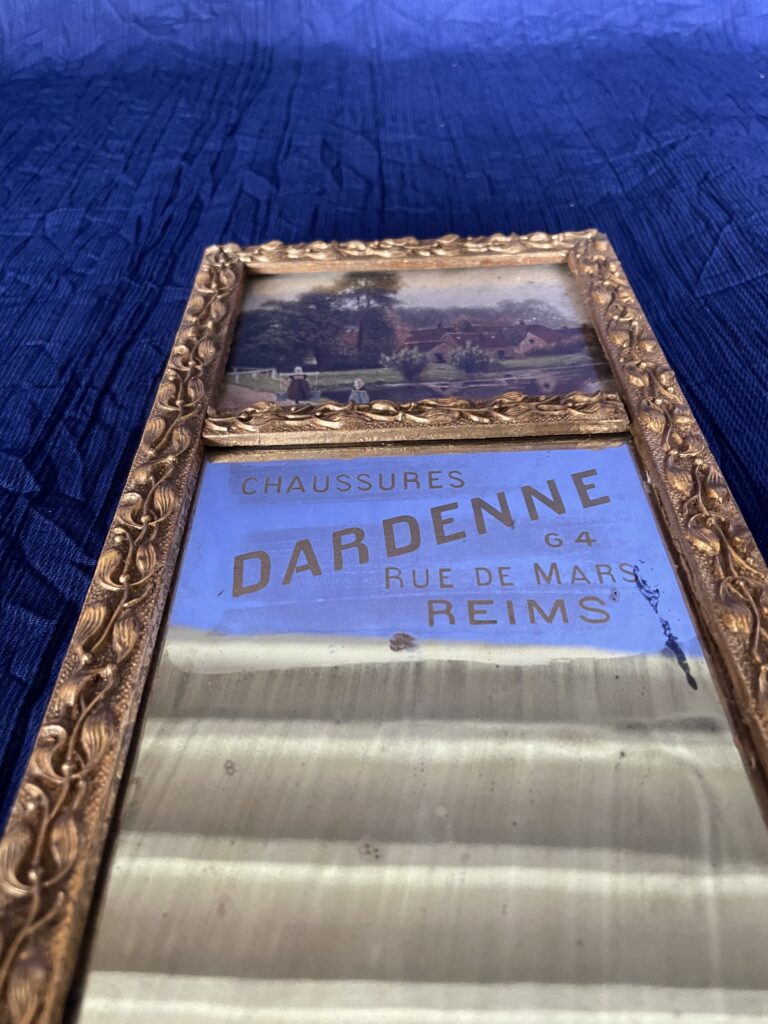 CHAUSSURES
DARDENNE
64
RUE DE MARS
REIMS